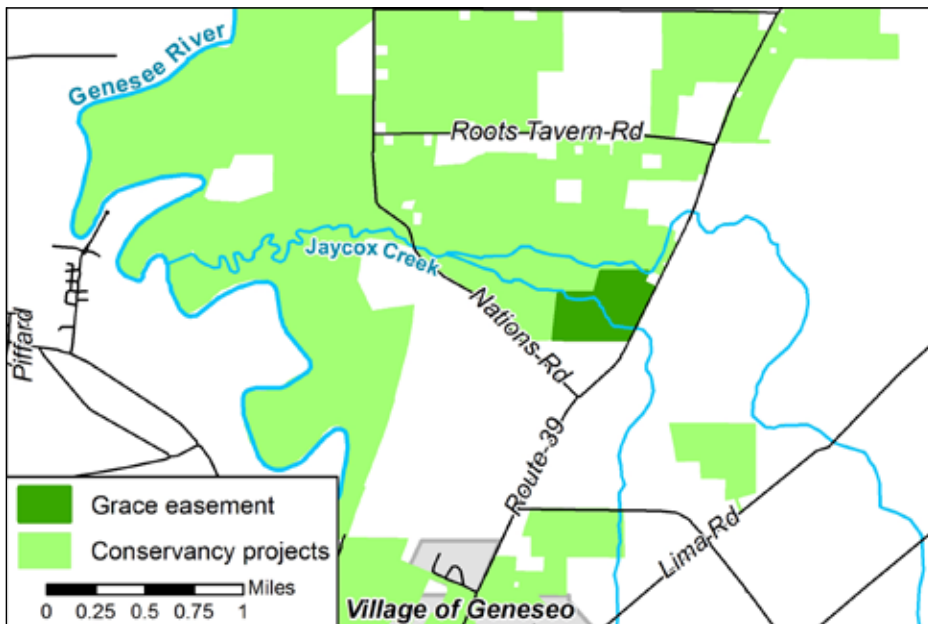 Genesee River
Roots Tavern Rd
Jaycox Creek
Nations Rd
Piffard
Route 39
Lima Rd
Grace easement
Conservancy projects
Miles
0 0.25 0.5 0.75 1
Village of Geneseo